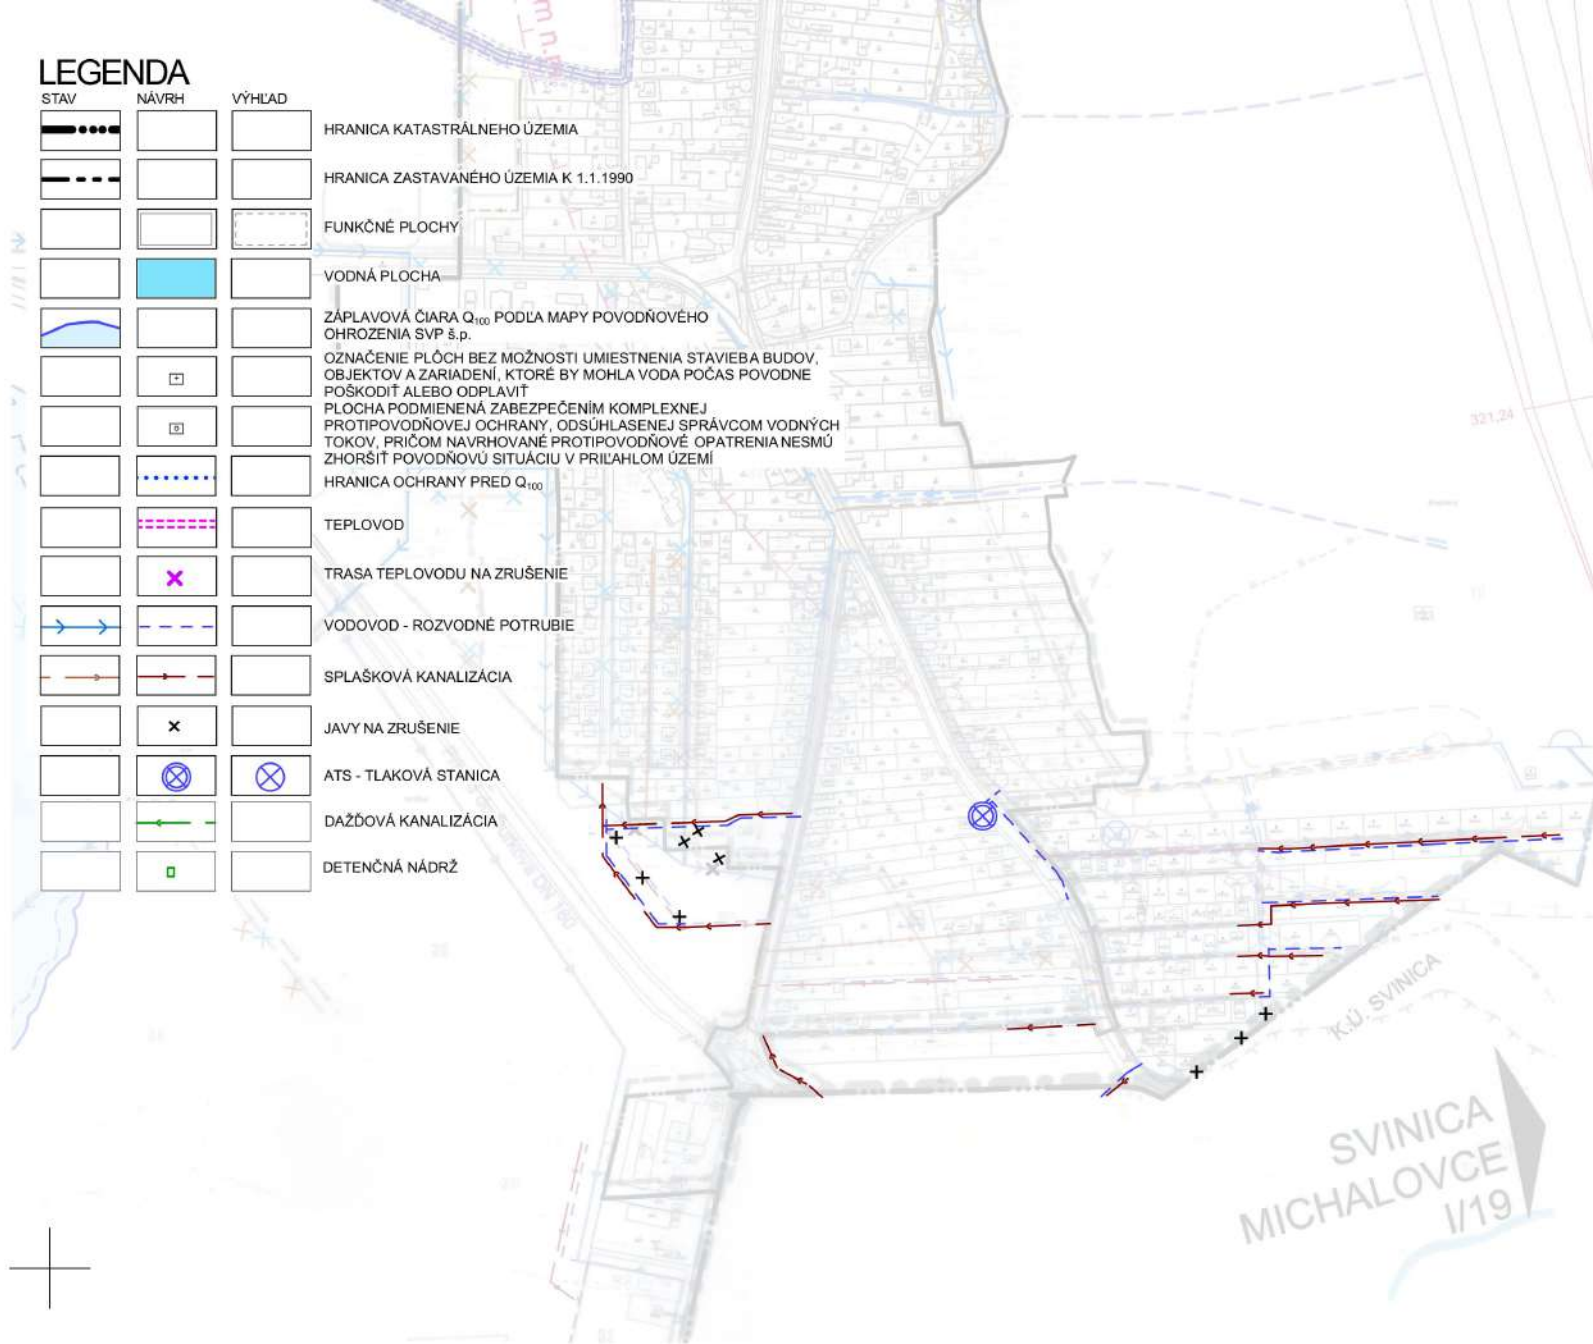 LEGENDA
STAV NÁVRH VÝHĽAD
HRANICA KATASTRÁLNEHO ÚZEMIA
HRANICA ZASTAVANÉHO ÚZEMIA K 1.1.1990
FUNKČNÉ PLOCHY
VODNÁ PLOCHA
ZÁPLAVOVÁ ČIARA Q100 PODĽA MAPY POVODŇOVÉHO
OHROZENIA SVP š.p.
OZNAČENIE PLÔCH BEZ MOŽNOSTI UMIESTNENIA STAVIEBA BUDOV,
OBJEKTOV A ZARIADENÍ, KTORÉ BY MOHLA VODA POČAS POVODNE
POŠKODIŤ ALEBO ODPLAVIŤ
PLOCHA PODMIENENÁ ZABEZPEČENÍM KOMPLEXNEJ
PROTIPOVODŇOVEJ OCHRANY, ODSÚHLASENEJ SPRÁVCOM VODNÝCH
TOKOV, PRIČOM NAVRHOVANÉ PROTIPOVODŇOVÉ OPATRENIA NESMÚ
ZHORŠIŤ POVODŇOVÚ SITUÁCIU V PRIĽAHLOM ÚZEMÍ
HRANICA OCHRANY PRED Q100
TEPLOVOD
TRASA TEPLOVODU NA ZRUŠENIE
VODOVOD - ROZVODNÉ POTRUBIE
SPLAŠKOVÁ KANALIZÁCIA
JAVY NA ZRUŠENIE
ATS - TLAKOVÁ STANICA
DAŽĎOVÁ KANALIZÁCIA
DETENČNÁ NÁDRŽ
321,24
K.Ú. SVINICA
SVINICA
MICHALOVCE
I/19